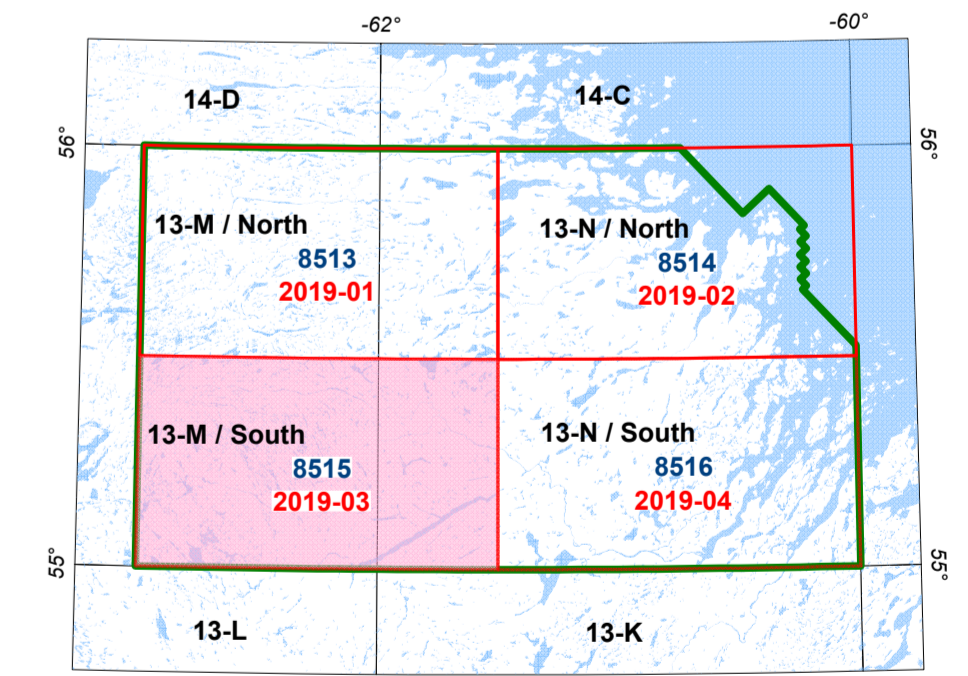 -62°
-60°
14-D
14-C
56°
56°
13-M / North
8513
2019-01
13-N / North
8514
2019-02
13-M / South
8515
2019-03
13-N / South
8516
2019-04
55°
55°
13-L
13-K